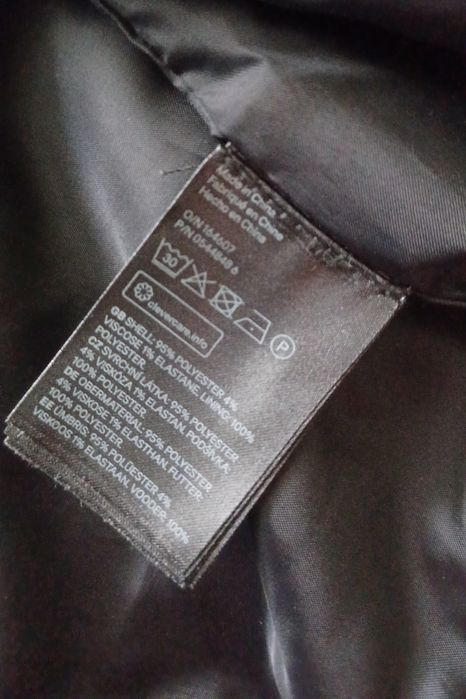 Made in China
Fabriqué en Chine
Hecho en China
O/N 164607
P/N 0544848 6
30
P
clevercare.info
GB SHELL: 95% POLYESTER 4%
VISCOSE 1% ELASTANE. LINING: 100%
POLYESTER.
CZ SVRCHNÍ LÁTKA: 95% POLYESTER
4% VISKÓZA 1% ELASTAN. PODŠÍVKA:
100% POLYESTER.
DE OBERMATERIAL: 95% POLYESTER
4% VISKOSE 1% ELASTHAN. FUTTER:
100% POLYESTER.
EE ÜMBRIS: 95% POLÜESTER 4%
VISKOOS 1% ELASTAAN. VOODER: 100%